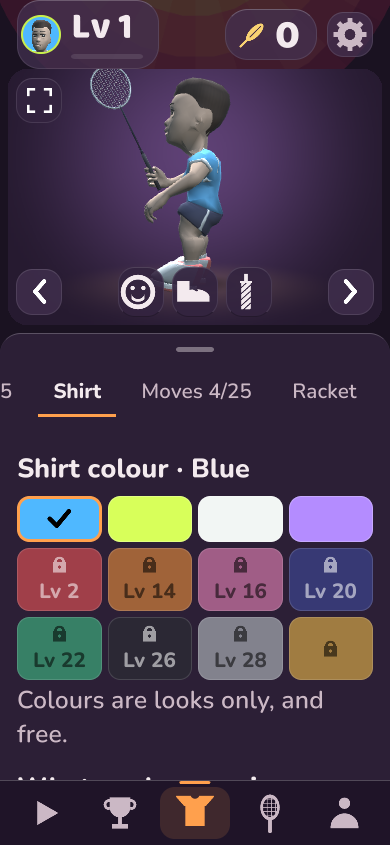 Lv 1
0
5
Shirt
Moves 4/25
Racket
Shirt colour · Blue
Lv 2
Lv 14
Lv 16
Lv 20
Lv 22
Lv 26
Lv 28
Colours are looks only, and
free.